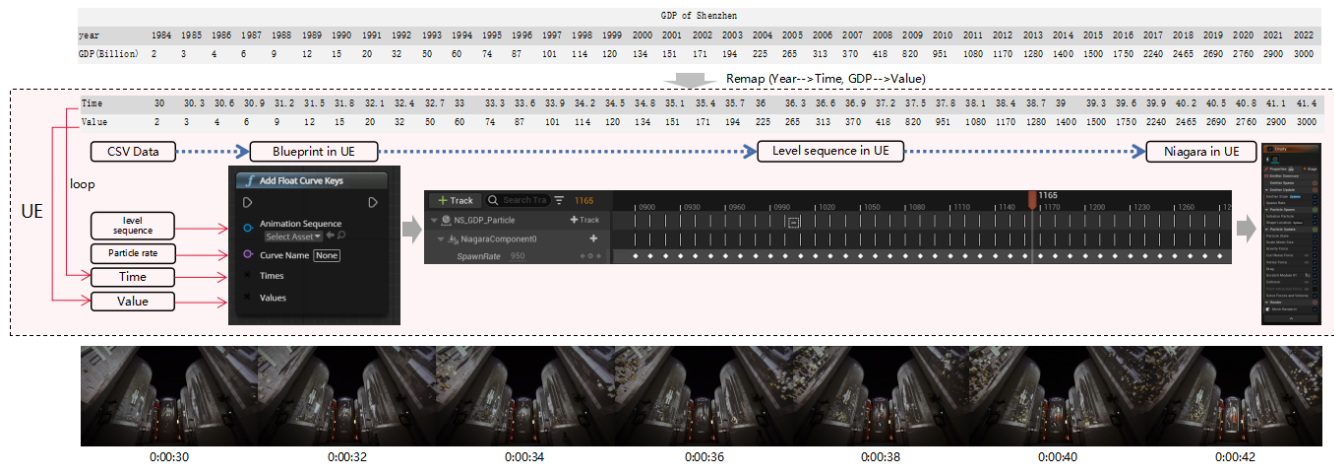 GDP of Shenzhen
year 1984 1985 1986 1987 1988 1989 1990 1991 1992 1993 1994 1995 1996 1997 1998 1999 2000 2001 2002 2003 2004 2005 2006 2007 2008 2009 2010 2011 2012 2013 2014 2015 2016 2017 2018 2019 2020 2021 2022
GDP(Billion) 2 3 4 6 9 12 15 20 32 50 60 74 87 101 114 120 134 151 171 194 225 265 313 370 418 820 951 1080 1170 1280 1400 1500 1750 2240 2465 2690 2760 2900 3000
Remap (Year-->Time, GDP-->Value)
Time 30 30.3 30.6 30.9 31.2 31.5 31.8 32.1 32.4 32.7 33 33.3 33.6 33.9 34.2 34.5 34.8 35.1 35.4 35.7 36 36.3 36.6 36.9 37.2 37.5 37.8 38.1 38.4 38.7 39 39.3 39.6 39.9 40.2 40.5 40.8 41.1 41.4
Value 2 3 4 6 9 12 15 20 32 50 60 74 87 101 114 120 134 151 171 194 225 265 313 370 418 820 951 1080 1170 1280 1400 1500 1750 2240 2465 2690 2760 2900 3000
CSV Data
Blueprint in UE
Level sequence in UE
Niagara in UE
UE
loop
level
sequence
Particle rate
Time
Value
f Add Float Curve Keys
Animation Sequence
Select Asset
Curve Name None
Times
Values
+ Track Search Tra 1165
NS_GDP_Particle + Track
NiagaraComponent0 +
SpawnRate 950
1165
0900 0930 0960 0990 1020 1050 1080 1110 1140 1170 1200 1230 1260
0:00:30 0:00:32 0:00:34 0:00:36 0:00:38 0:00:40 0:00:42